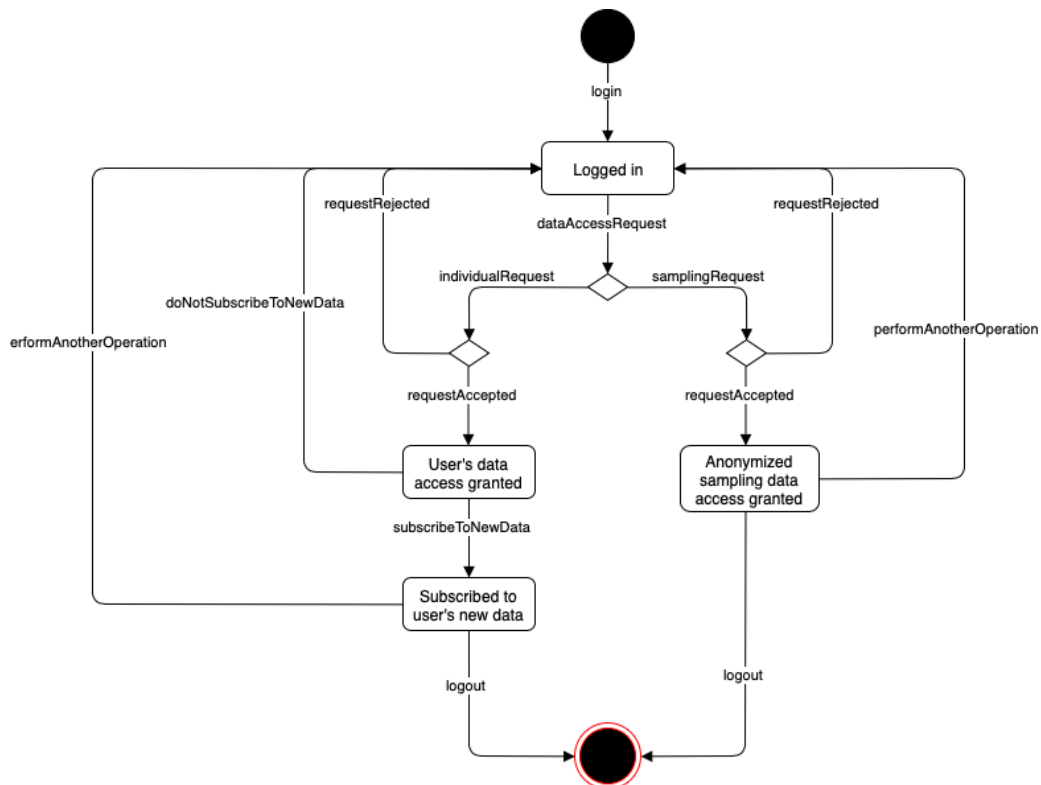 login
Logged in
requestRejected
requestRejected
dataAccessRequest
individualRequest
samplingRequest
doNotSubscribeToNewData
erformAnotherOperation
performAnotherOperation
requestAccepted
requestAccepted
User's data
access granted
Anonymized
sampling data
access granted
subscribeToNewData
Subscribed to
user's new data
logout
logout